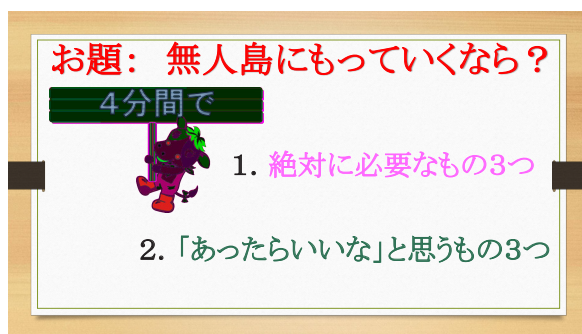 お題： 無人島にもっていくなら？
４分間で
1. 絶対に必要なもの３つ
2. 「あったらいいな」と思うもの３つ